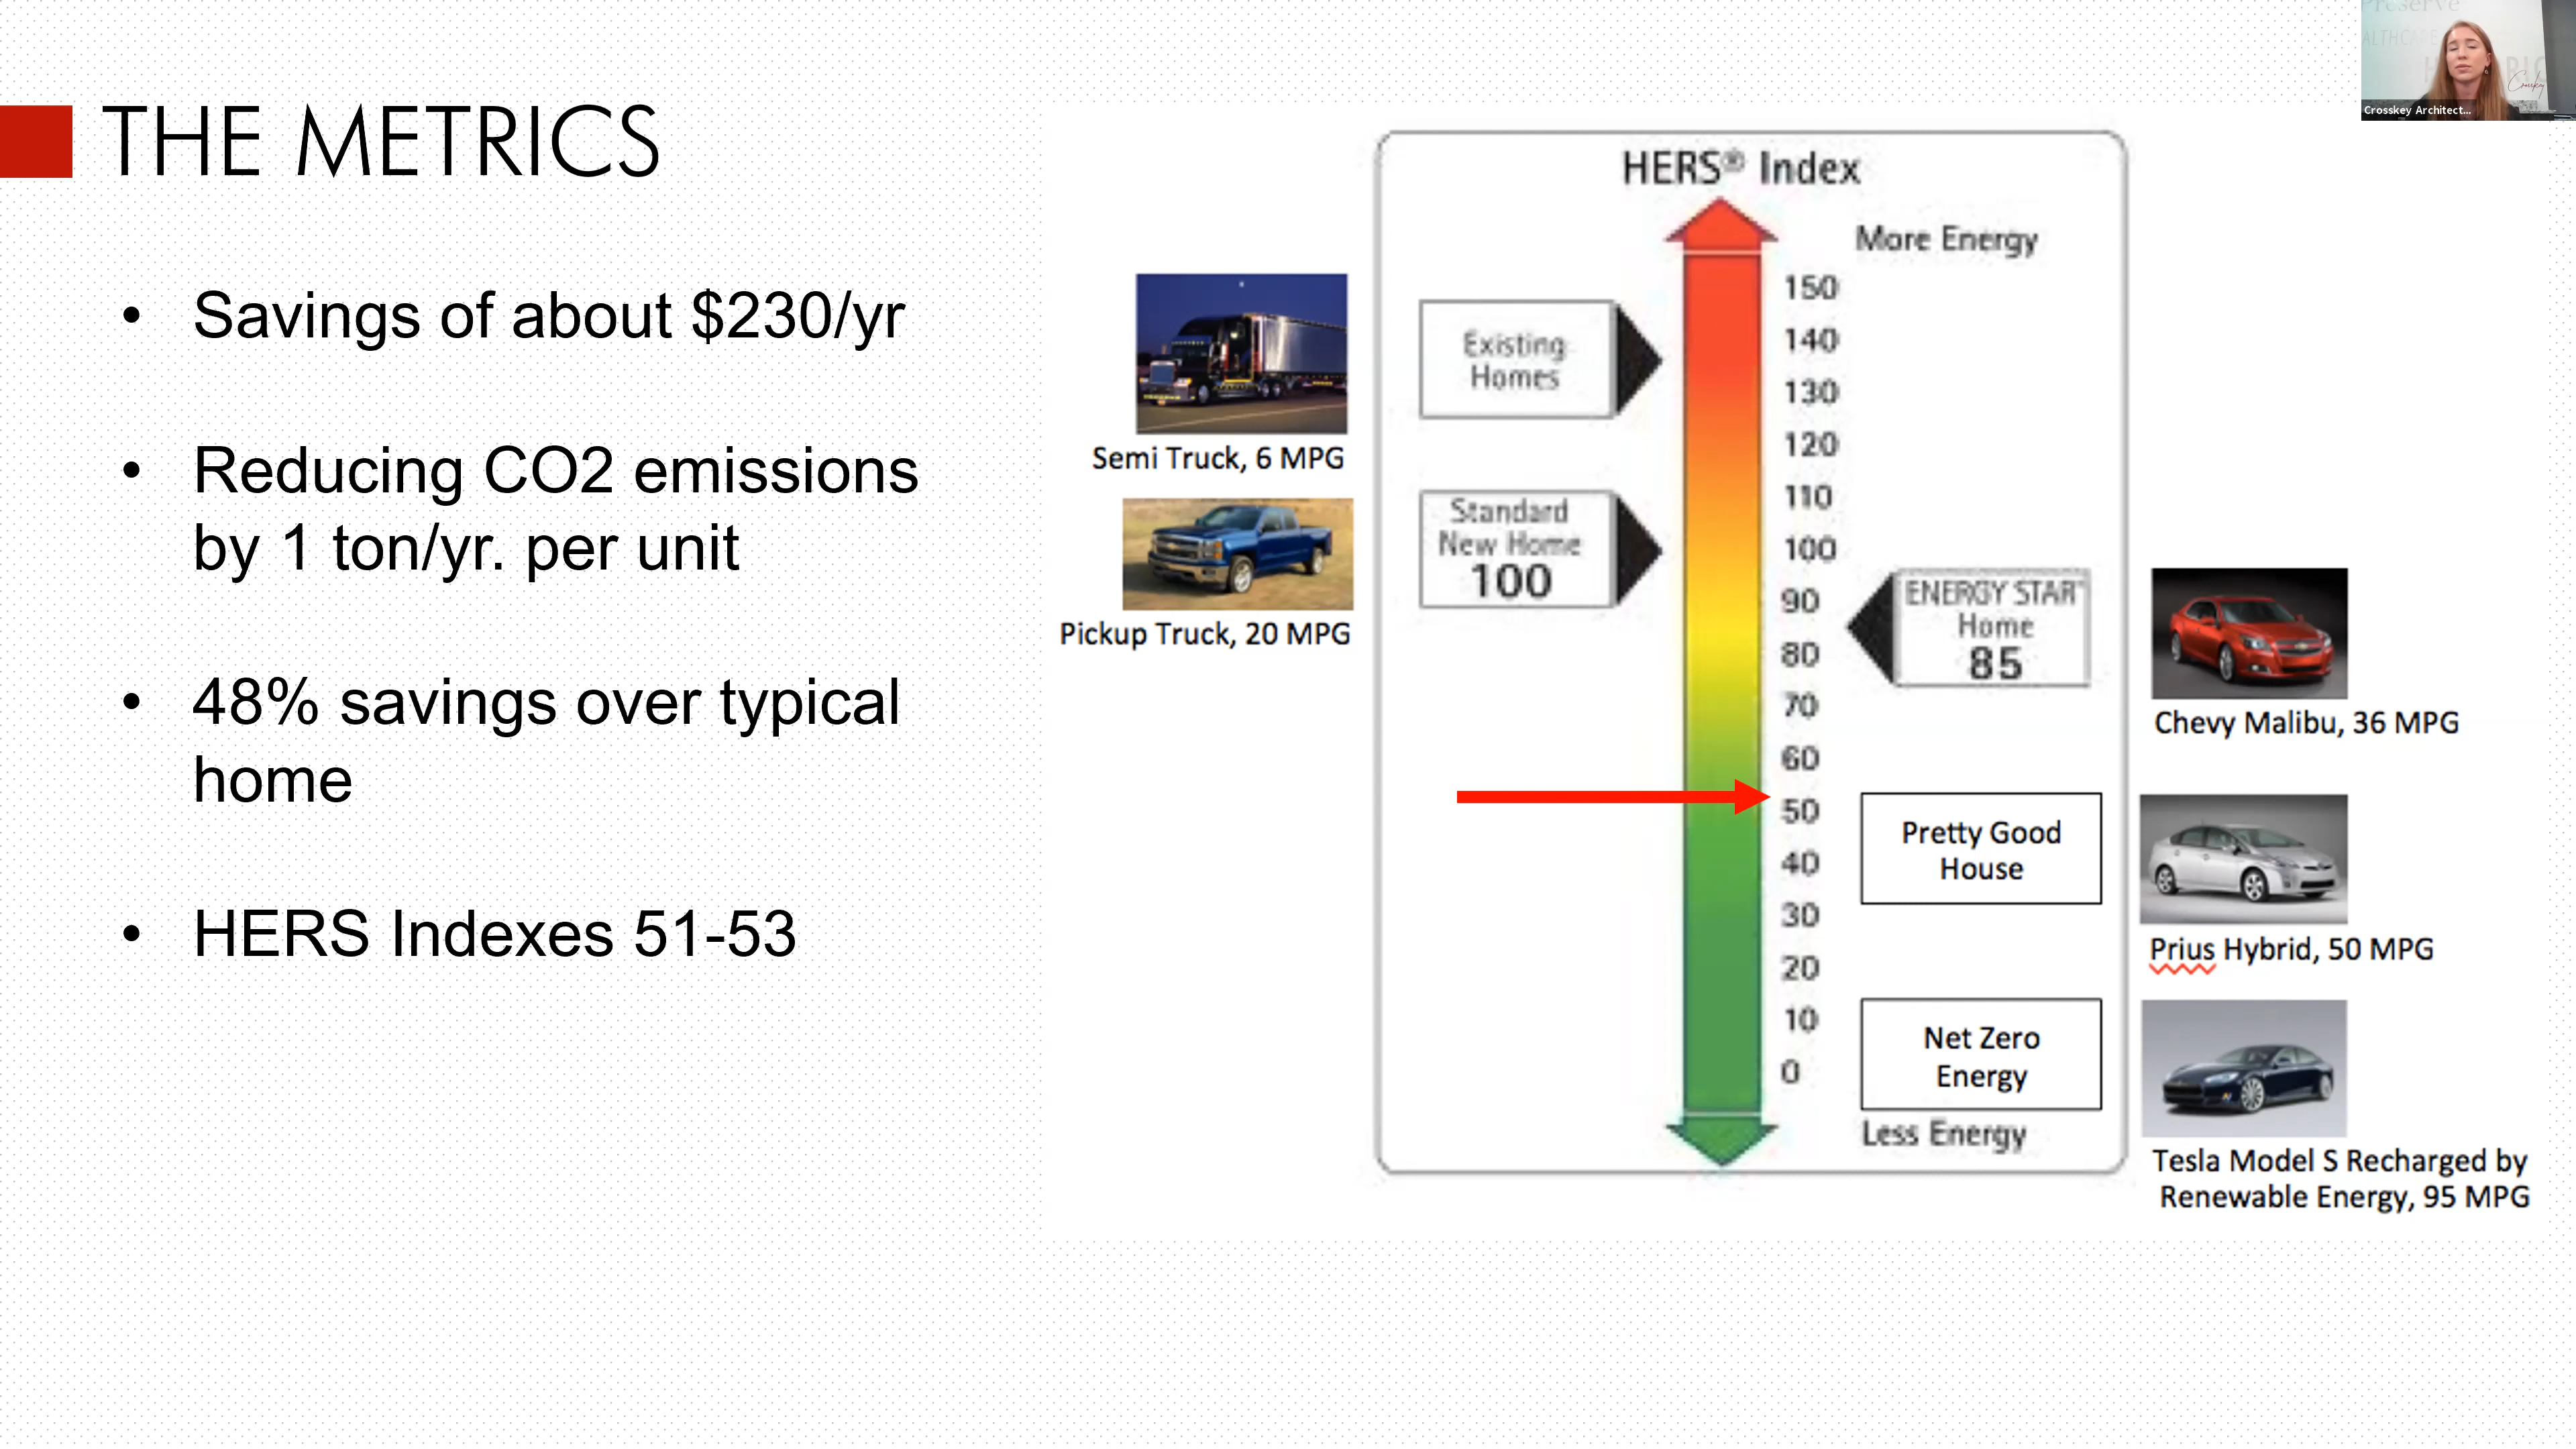 THE METRICS
• Savings of about $230/yr
• Reducing CO2 emissions
by 1 ton/yr. per unit
• 48% savings over typical
home
• HERS Indexes 51-53
HERS® Index
More Energy
150
140
130
120
110
100
90
80
70
60
50
40
30
20
10
0
Less Energy
Existing
Homes
Standard
New Home
100
ENERGY STAR
Home
85
Pretty Good
House
Net Zero
Energy
Semi Truck, 6 MPG
Pickup Truck, 20 MPG
Chevy Malibu, 36 MPG
Prius Hybrid, 50 MPG
Tesla Model S Recharged by
Renewable Energy, 95 MPG
Preserve
Crosskey
Crosskey Architect...